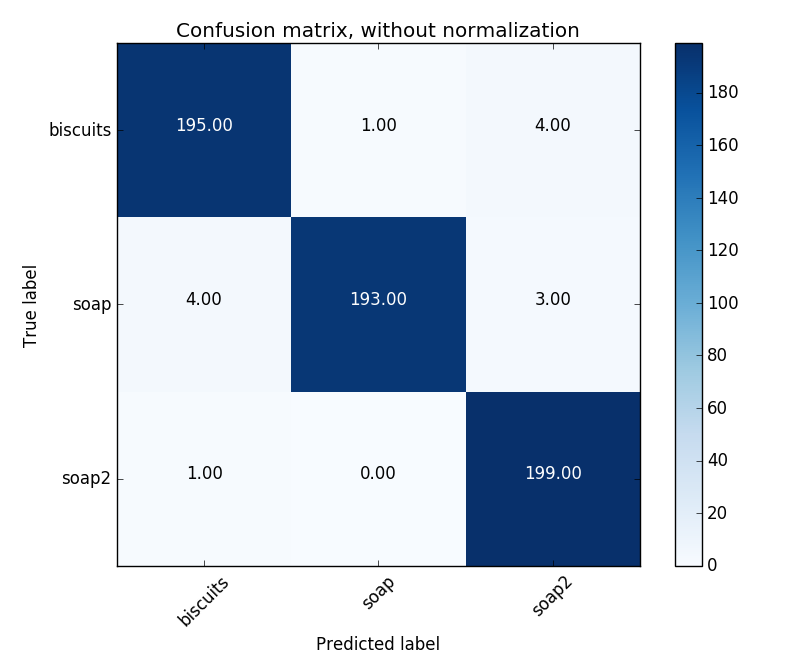 Confusion matrix, without normalization
True label
biscuits 195.00 1.00 4.00
soap 4.00 193.00 3.00
soap2 1.00 0.00 199.00
biscuits soap soap2
Predicted label
180
160
140
120
100
80
60
40
20
0